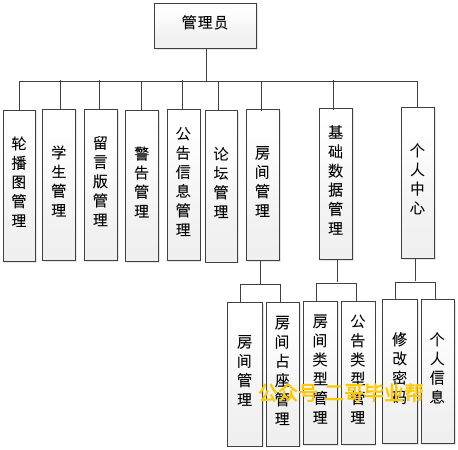 管理员
轮播图管理
学生管理
留言版管理
警告管理
公告信息管理
论坛管理
房间管理
基础数据管理
个人中心
房间管理
房间占座管理
房间类型管理
公告类型管理
修改密码
个人信息
公众号:二哥毕业帮